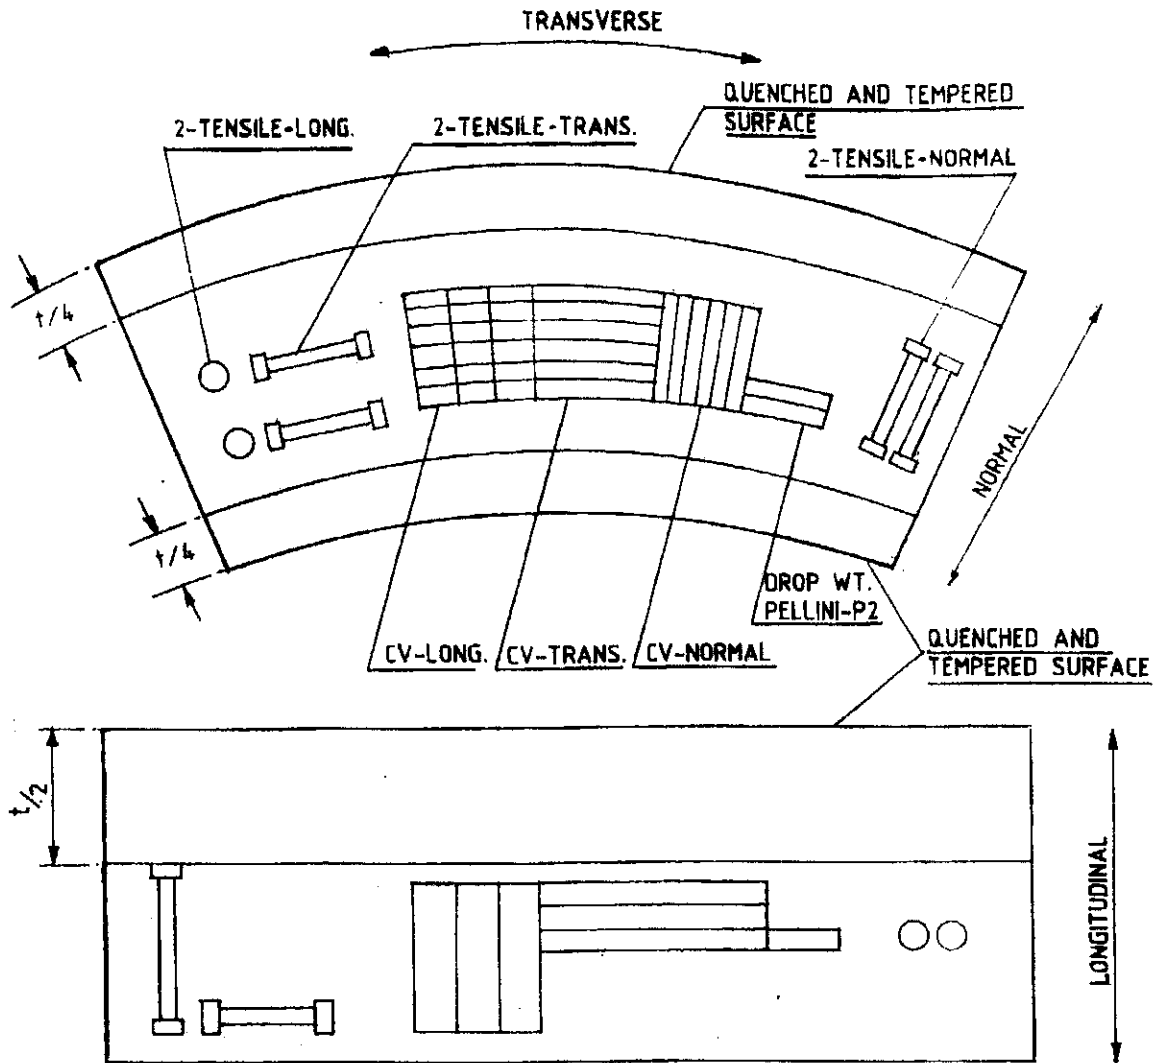 TRANSVERSE
QUENCHED AND TEMPERED
SURFACE
2-TENSILE-LONG.
2-TENSILE-TRANS.
2-TENSILE-NORMAL
t/4
NORMAL
t/4
DROP WT.
PELLINI-P2
CV-LONG.
CV-TRANS.
CV-NORMAL
QUENCHED AND
TEMPERED SURFACE
t/2
LONGITUDINAL